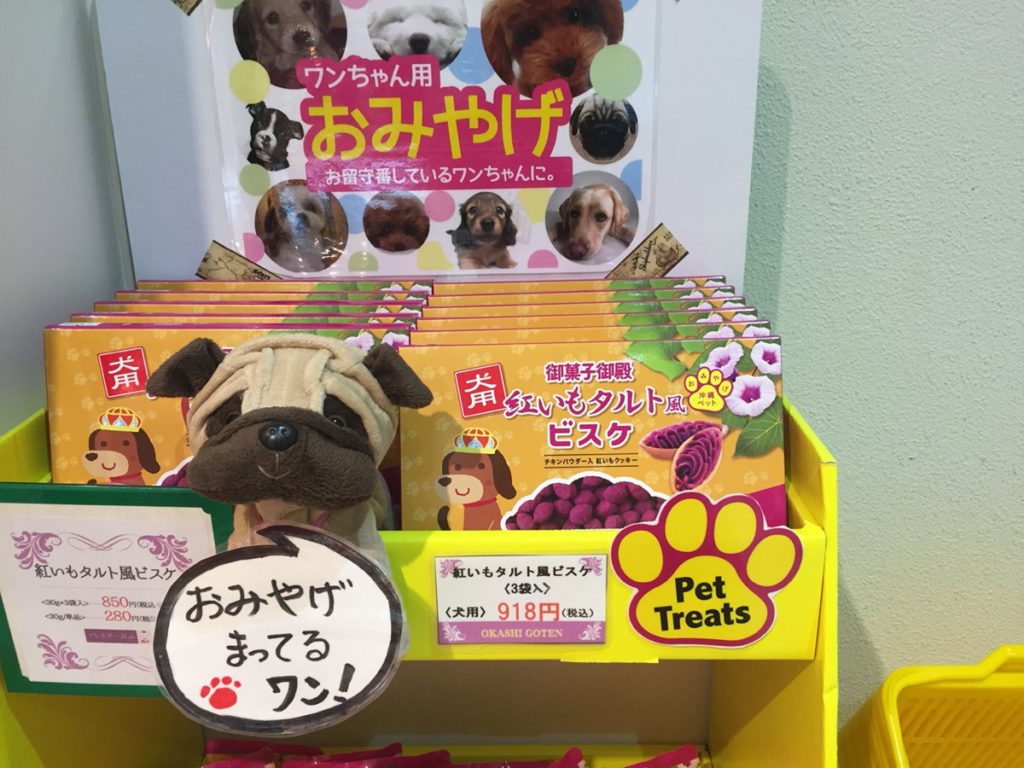 ワンちゃん用
おみやげ
お留守番しているワンちゃんに。
犬用
犬用
御菓子御殿
紅いもタルト風
ビスケ
チキンパウダー入 紅いもクッキー
おみやげ
沖縄
ペット
紅いもタルト風ビスケ
<30g×3袋入> 850円(税込)
<30g/単品> 280円(税込)
おみやげ
まってる
ワン!
紅いもタルト風ビスケ
〈3袋入〉
〈犬用〉 918円(税込)
OKASHI GOTEN
Pet
Treats